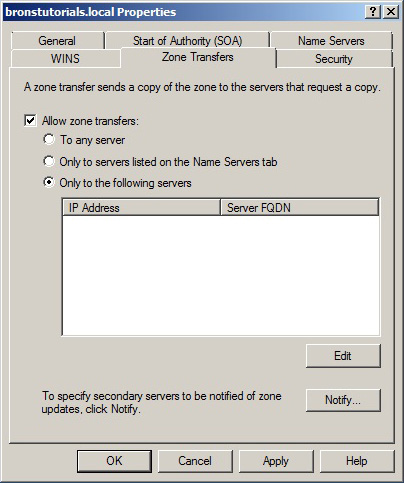 bronstutorials.local Properties
General Start of Authority (SOA) Name Servers
WINS Zone Transfers Security
A zone transfer sends a copy of the zone to the servers that request a copy.
Allow zone transfers:
To any server
Only to servers listed on the Name Servers tab
Only to the following servers
IP Address Server FQDN
Edit
To specify secondary servers to be notified of zone
updates, click Notify.
Notify...
OK Cancel Apply Help